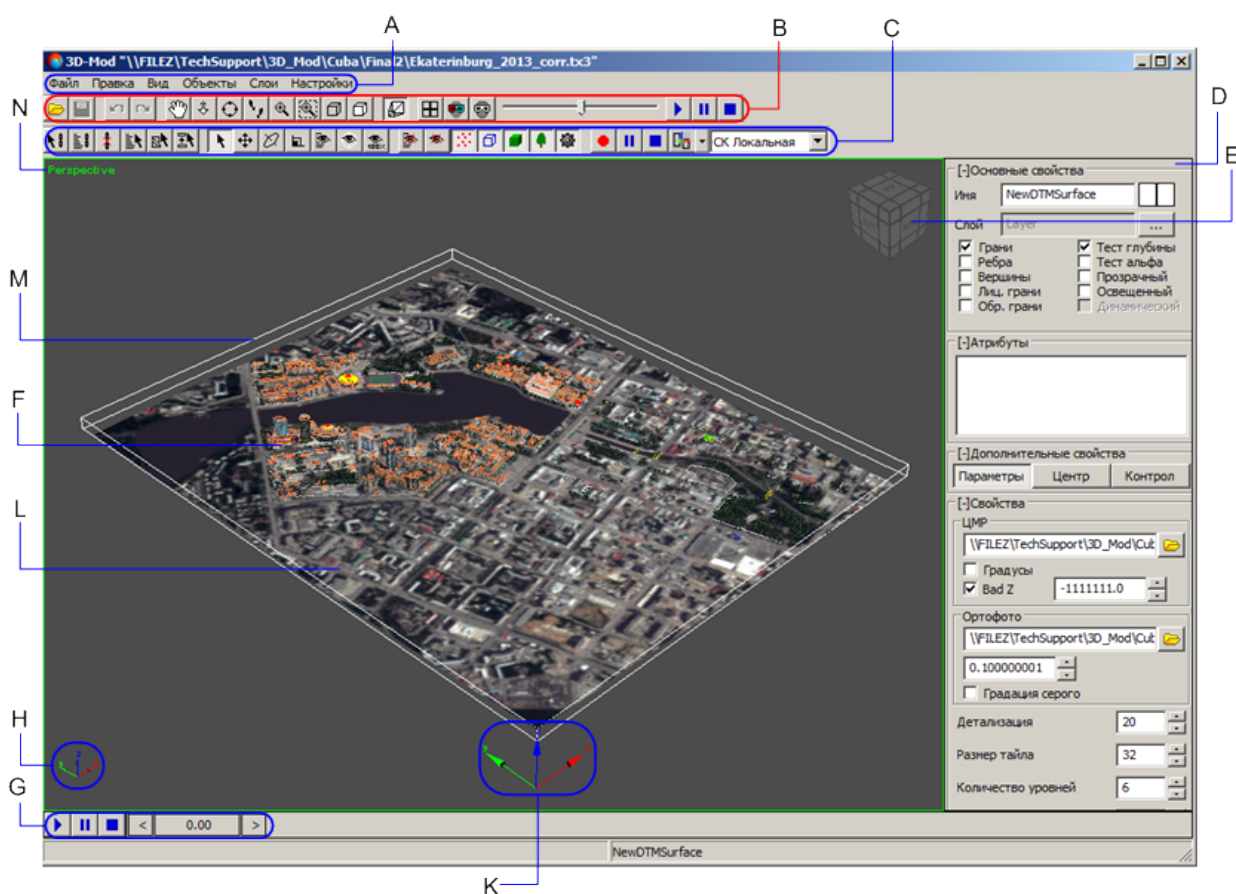 A
B
C
3D-Mod "\\FILEZ\TechSupport\3D_Mod\Cuba\Final2\Ekaterinburg_2013_corr.tx3"
Файл Правка Вид Объекты Слои Настройки
N
D
СК Локальная
E
Perspective
[-]Основные свойства
Имя NewDTMSurface
Слой Layer ...
Грани Тест глубины
Ребра Тест альфа
Вершины Прозрачный
Лиц. грани Освещенный
Обр. грани Динамический
M
[-]Атрибуты
F
[-]Дополнительные свойства
Параметры Центр Контрол
L
[-]Свойства
ЦМР
\\FILEZ\TechSupport\3D_Mod\Cub
Градусы
Bad Z -1111111.0
Ортофото
\\FILEZ\TechSupport\3D_Mod\Cub
0.100000001
Градация серого
H
Детализация 20
Размер тайла 32
G
Количество уровней 6
< 0.00 >
NewDTMSurface
K